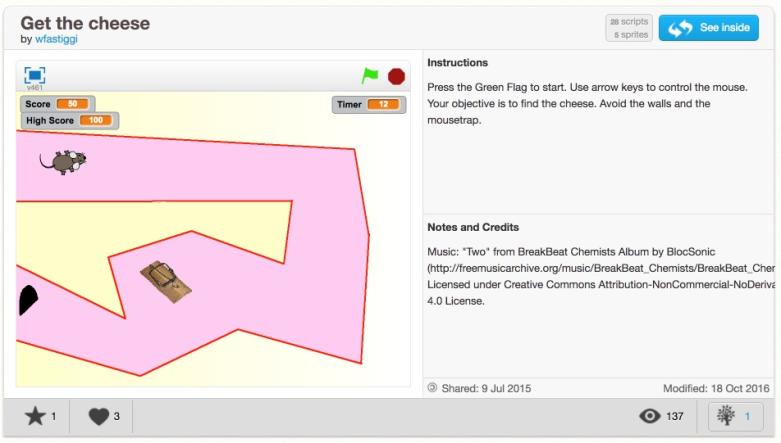 Get the cheese
by wfastiggi
28 scripts
5 sprites
See inside
v461
Score 50
High Score 100
Timer 12
Instructions
Press the Green Flag to start. Use arrow keys to control the mouse.
Your objective is to find the cheese. Avoid the walls and the
mousetrap.
Notes and Credits
Music: "Two" from BreakBeat Chemists Album by BlocSonic
(http://freemusicarchive.org/music/BreakBeat_Chemists/BreakBeat_Cher
Licensed under Creative Commons Attribution-NonCommercial-NoDeriva
4.0 License.
Shared: 9 Jul 2015 Modified: 18 Oct 2016
1 3 137 1